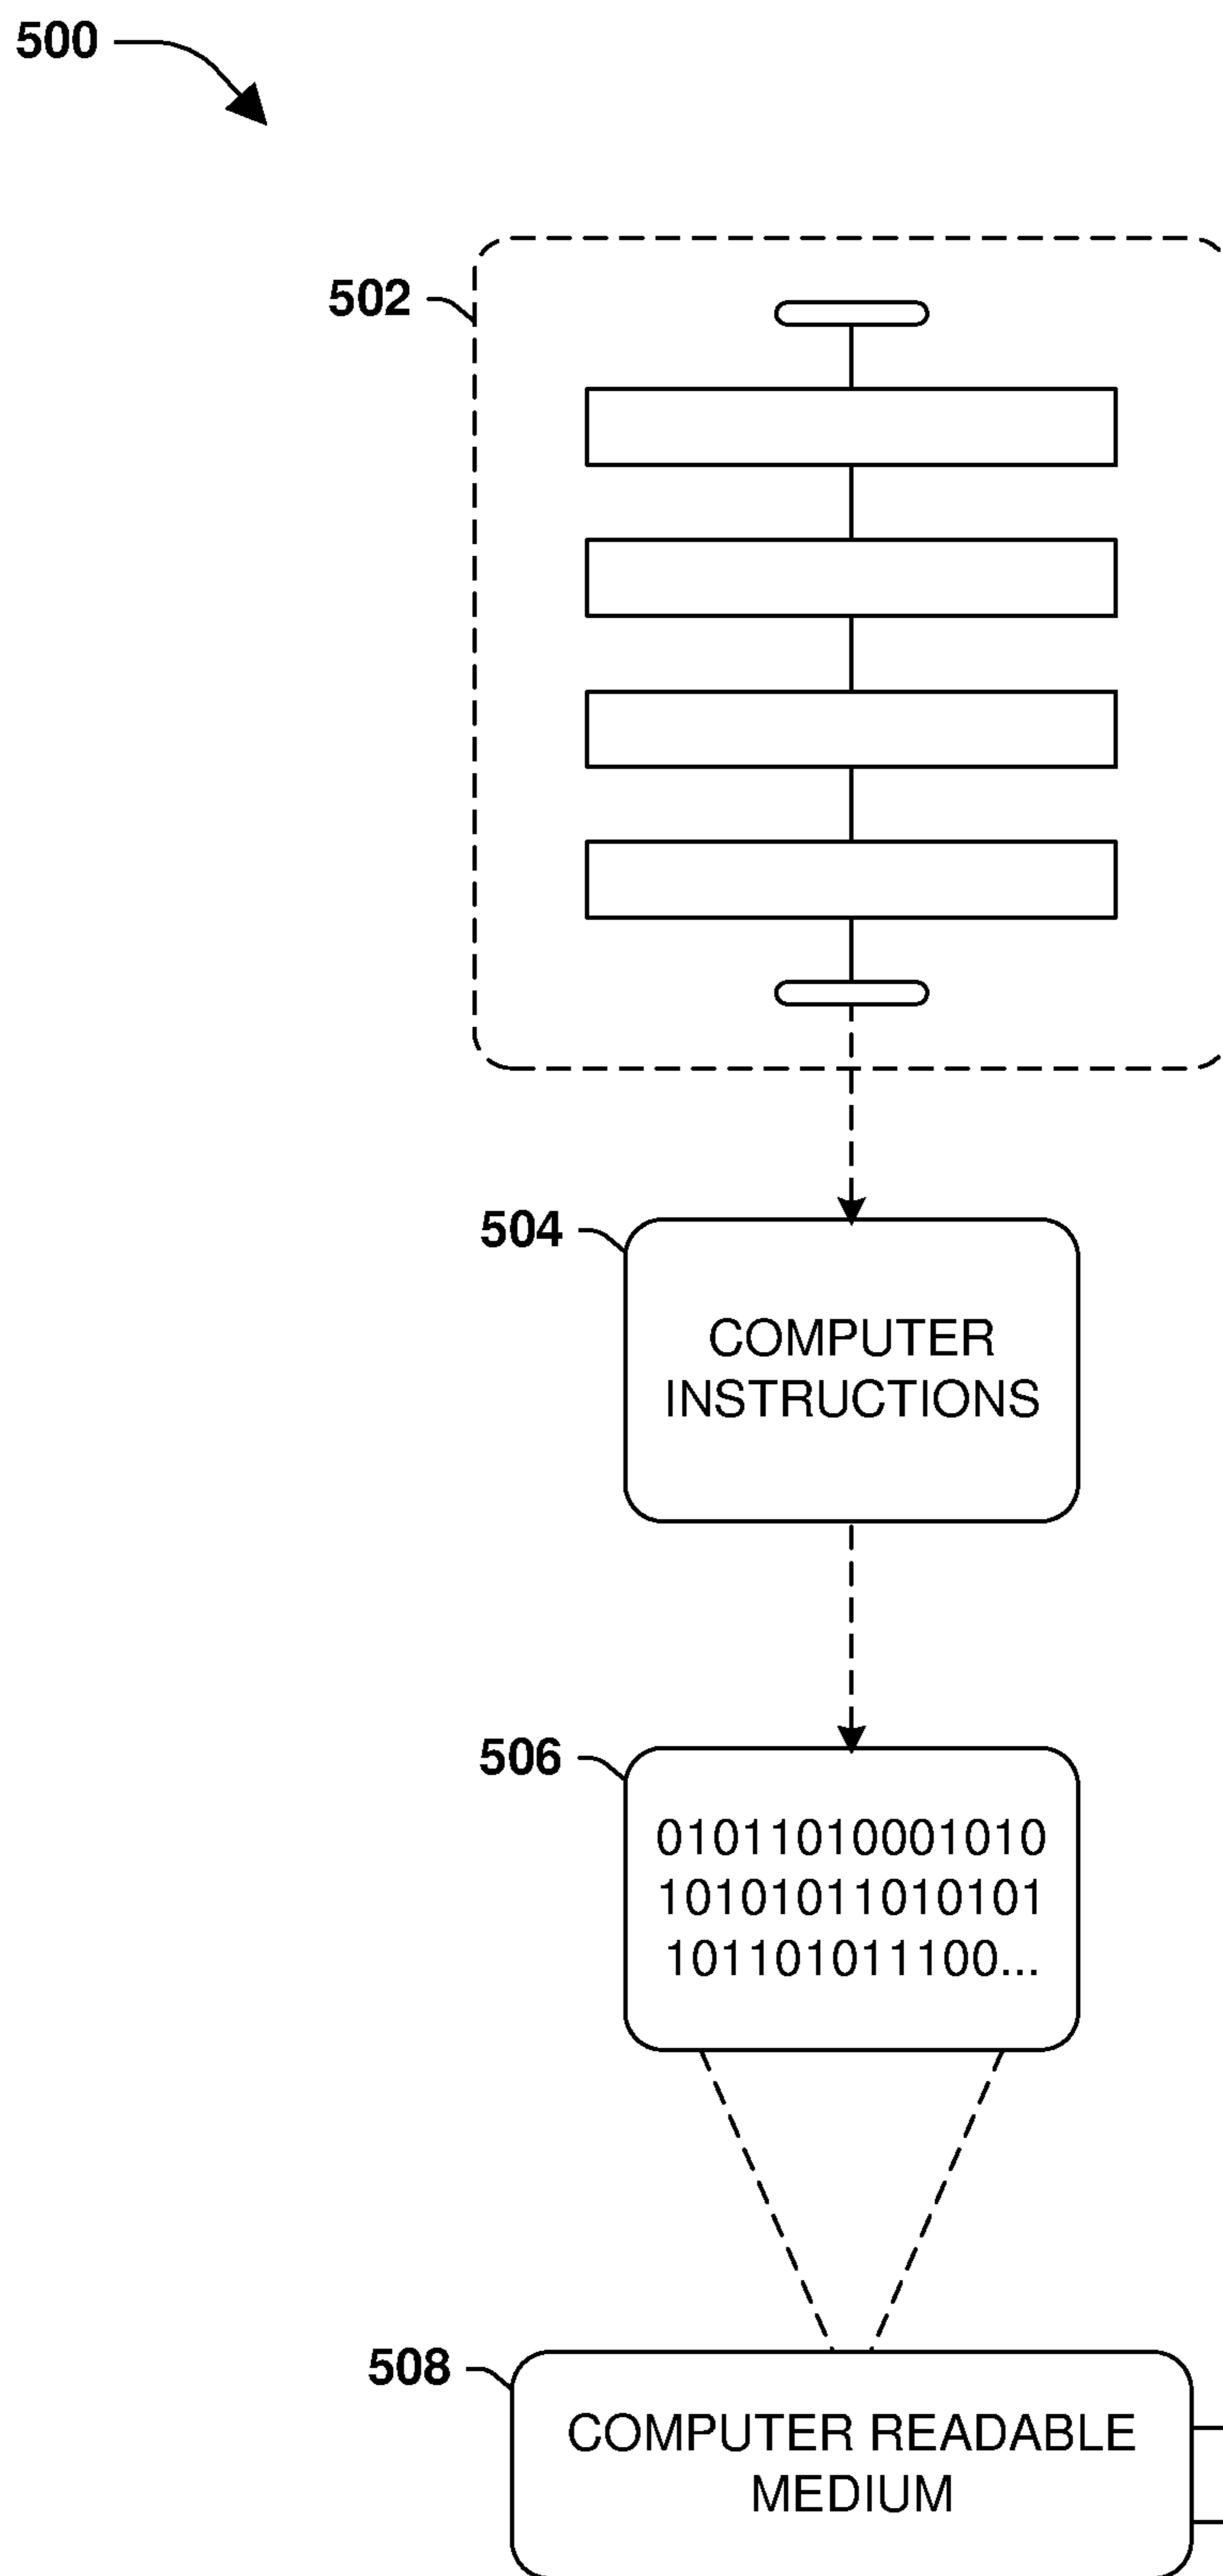 500
502
504
COMPUTER
INSTRUCTIONS
506
01011010001010
10101011010101
101101011100...
508
COMPUTER READABLE
MEDIUM